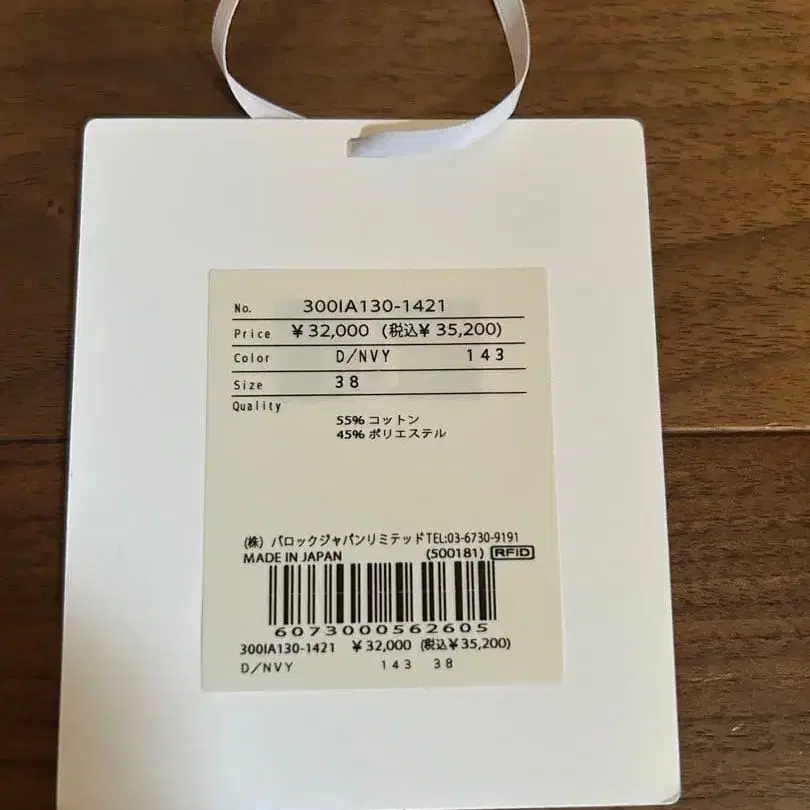 No. 300IA130-1421
Price ¥32,000 (税込¥35,200)
Color D/NVY 143
Size 38
Quality
55% コットン
45% ポリエステル
(株) バロックジャパンリミテッド TEL:03-6730-9191
MADE IN JAPAN (500181) RFID
6073000562605
300IA130-1421 ¥32,000 (税込¥35,200)
D/NVY 143 38